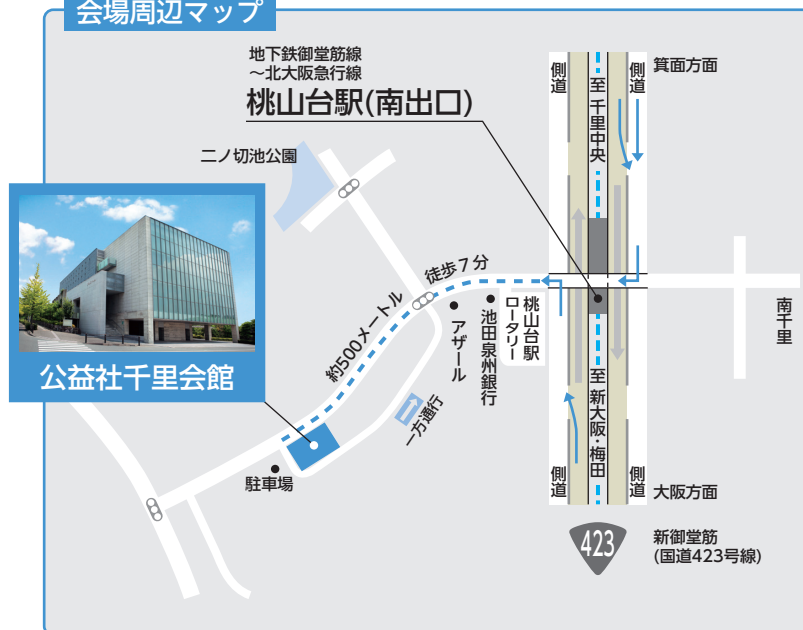 会場周辺マップ
地下鉄御堂筋線
～北大阪急行線
桃山台駅(南出口)
二ノ切池公園
側道
至千里中央
側道
箕面方面
公益社千里会館
約500メートル
徒歩7分
アザール
池田泉州銀行
桃山台駅
ロータリー
南千里
一方通行
駐車場
側道
至新大阪・梅田
側道
大阪方面
423
新御堂筋
(国道423号線)